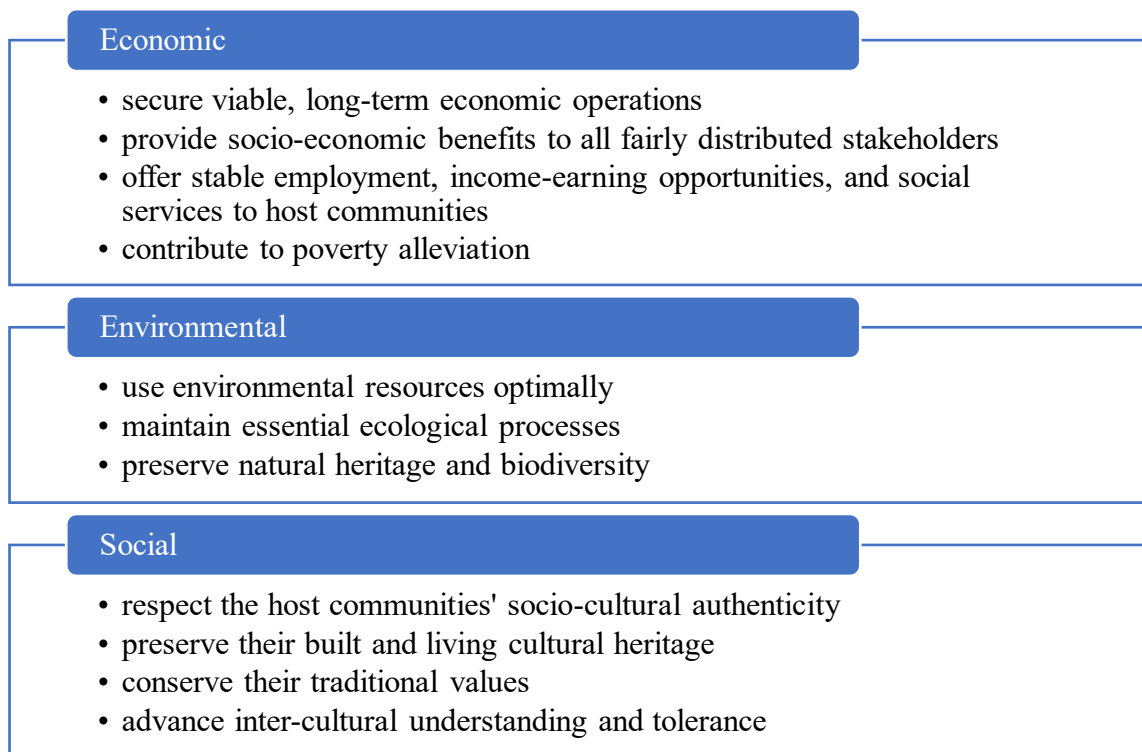 Economic
• secure viable, long-term economic operations
• provide socio-economic benefits to all fairly distributed stakeholders
• offer stable employment, income-earning opportunities, and social
services to host communities
• contribute to poverty alleviation
Environmental
• use environmental resources optimally
• maintain essential ecological processes
• preserve natural heritage and biodiversity
Social
• respect the host communities' socio-cultural authenticity
• preserve their built and living cultural heritage
• conserve their traditional values
• advance inter-cultural understanding and tolerance